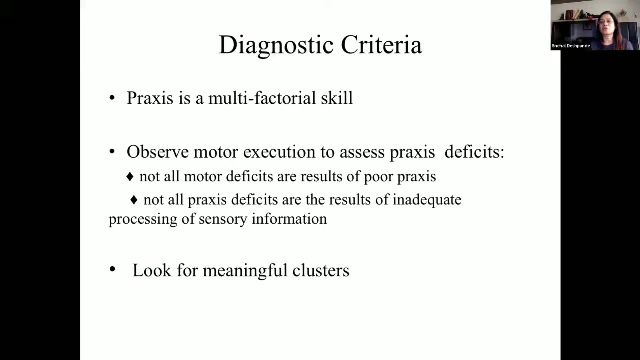 Diagnostic Criteria
• Praxis is a multi-factorial skill
• Observe motor execution to assess praxis deficits:
♦ not all motor deficits are results of poor praxis
♦ not all praxis deficits are the results of inadequate
processing of sensory information
• Look for meaningful clusters